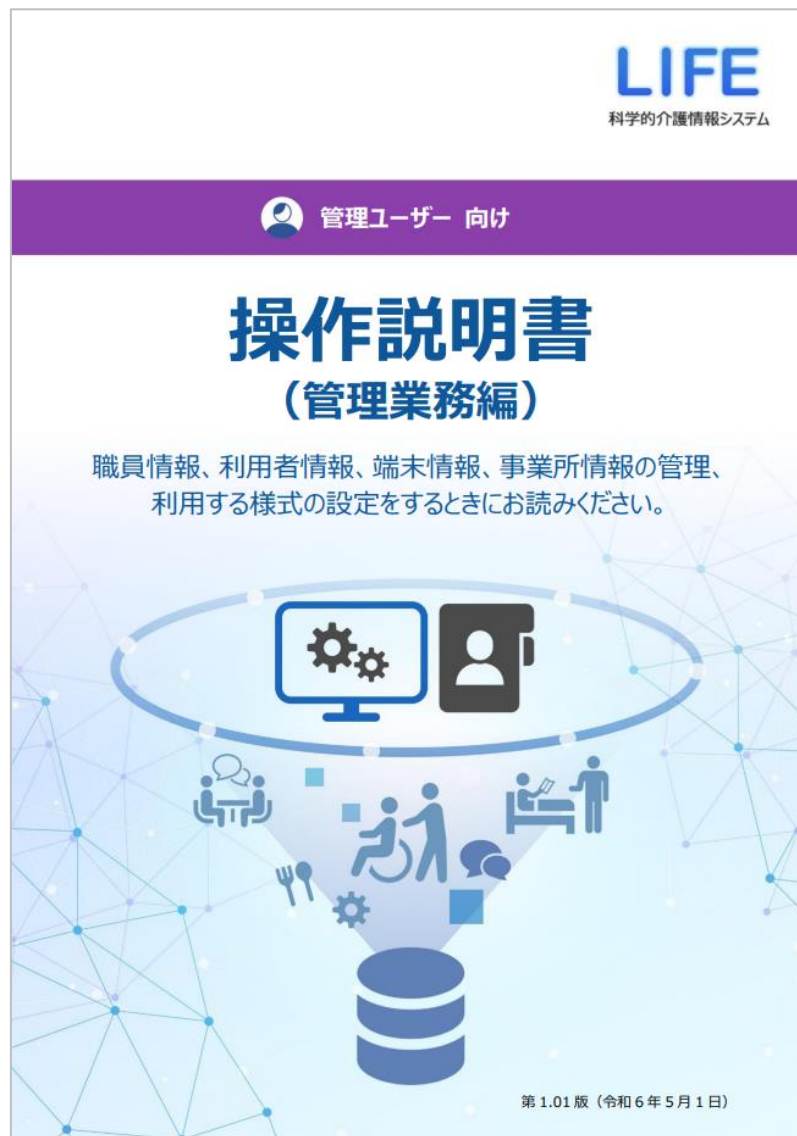 LIFE
科学的介護情報システム
管理ユーザー 向け
操作説明書
（管理業務編）
職員情報、利用者情報、端末情報、事業所情報の管理、
利用する様式の設定をするときにお読みください。
第 1.01 版（令和 6 年 5 月 1 日）